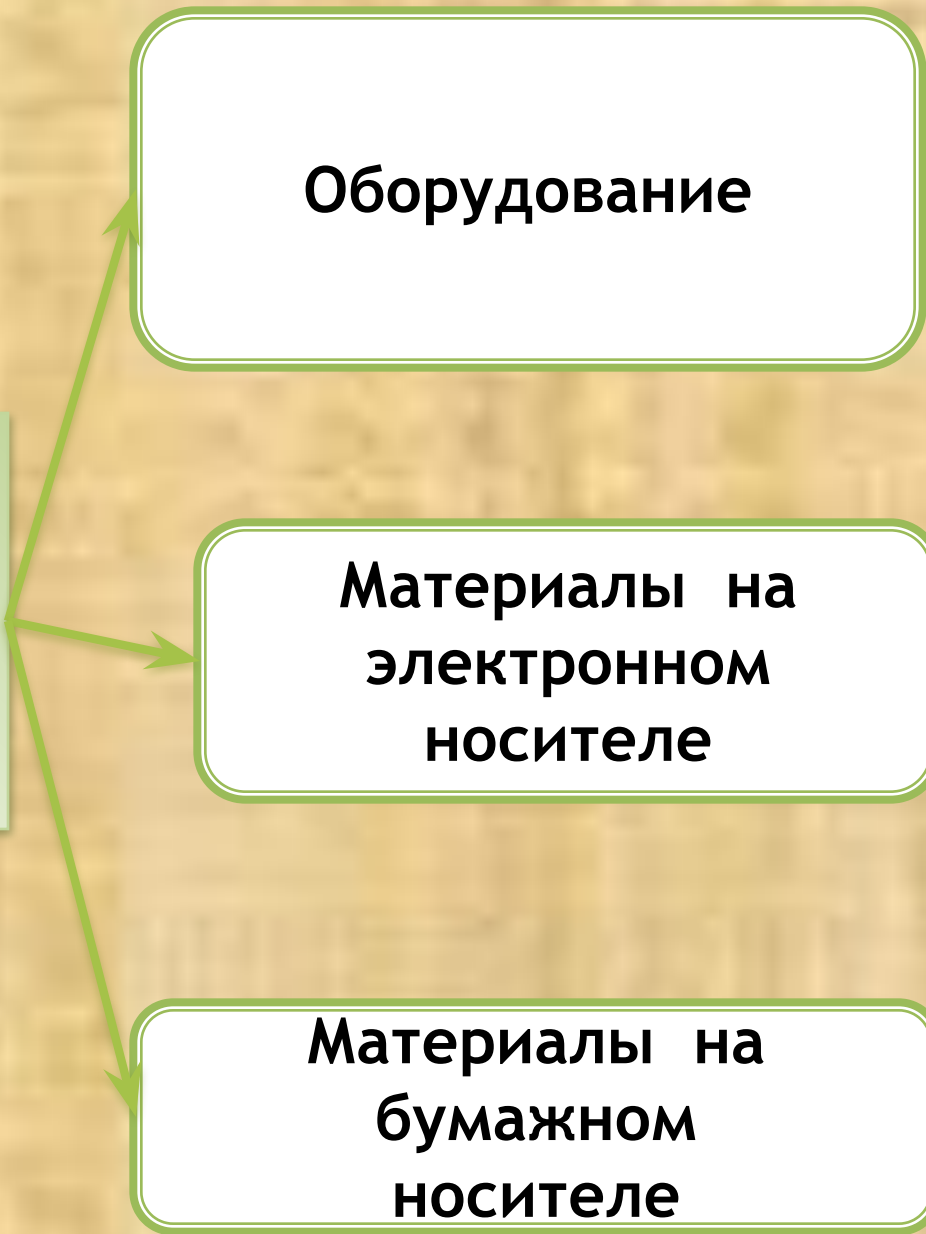 Оборудование
Материалы на
электронном
носителе
Материалы на
бумажном
носителе